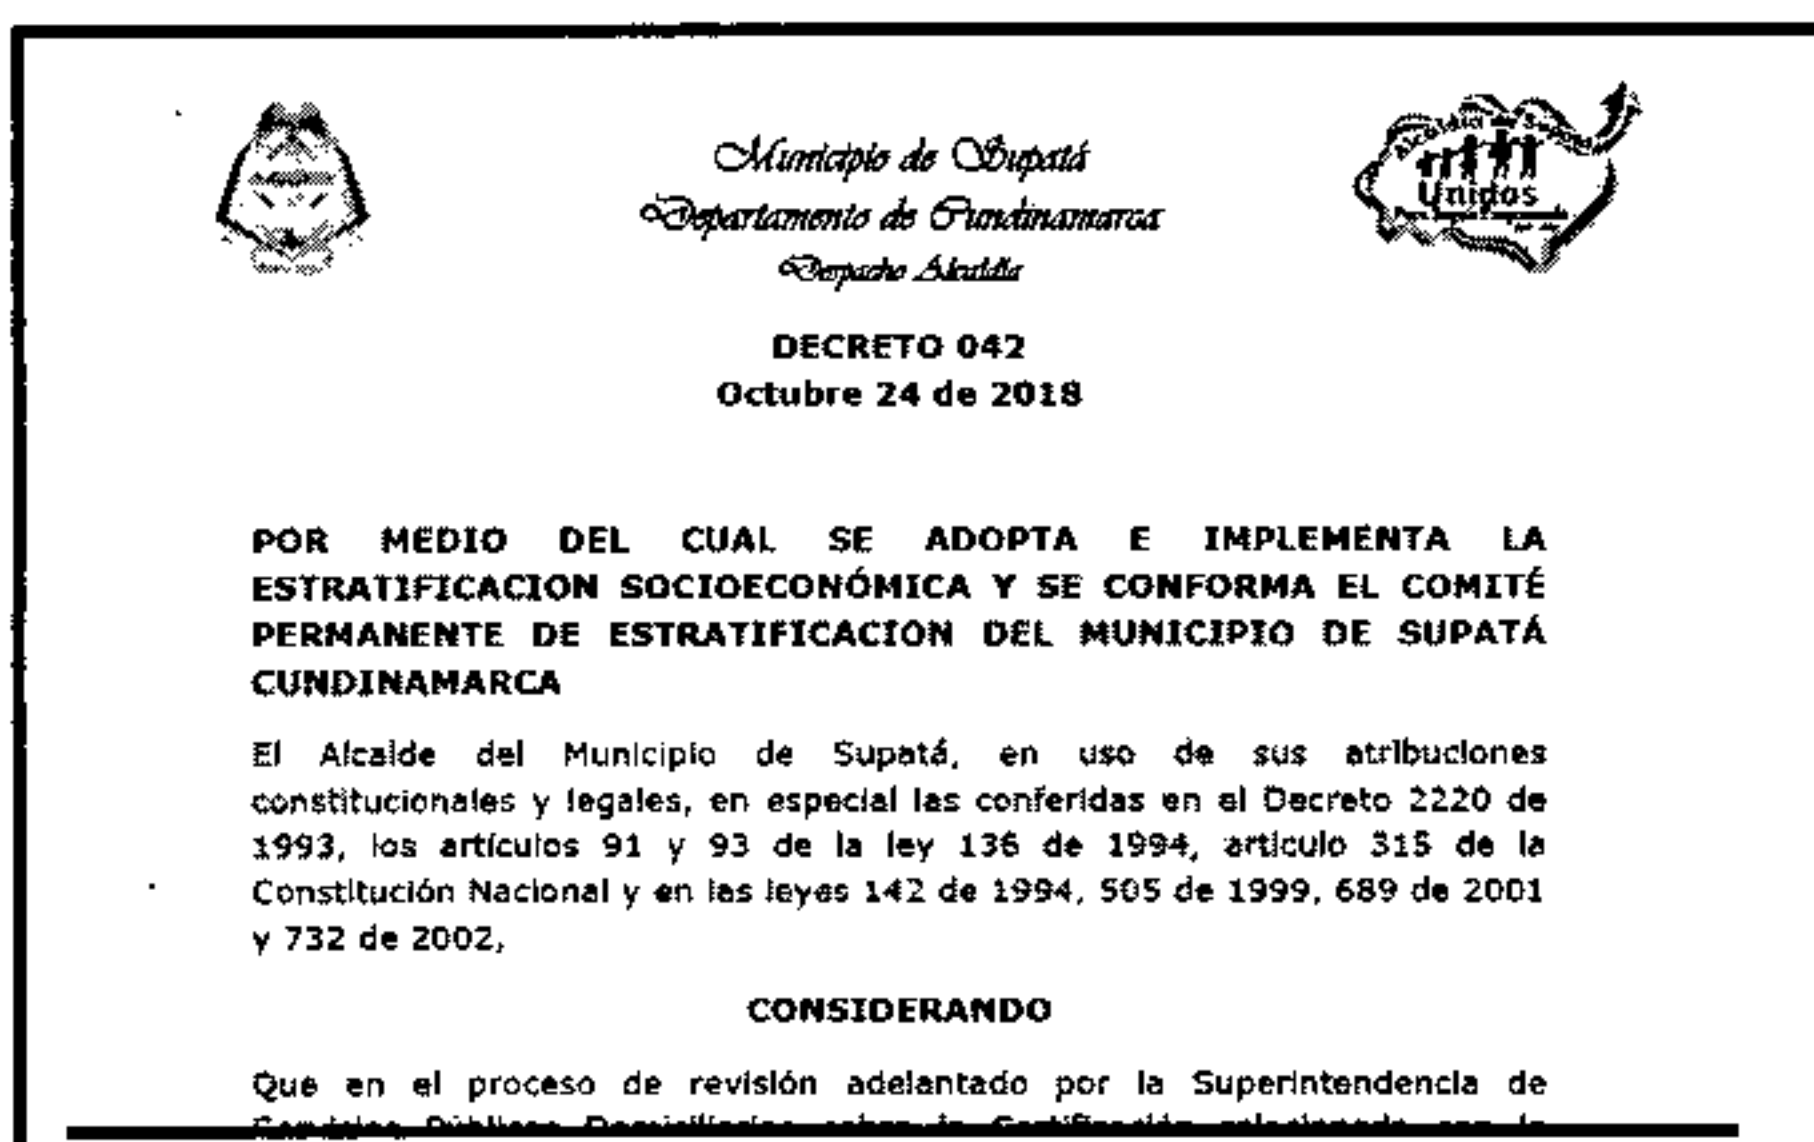 Municipio de Supatá
Departamento de Cundinamarca
Despacho Alcaldía
Alcaldía de Supatá
Unidos
DECRETO 042
Octubre 24 de 2018
POR MEDIO DEL CUAL SE ADOPTA E IMPLEMENTA LA
ESTRATIFICACION SOCIOECONÓMICA Y SE CONFORMA EL COMITÉ
PERMANENTE DE ESTRATIFICACION DEL MUNICIPIO DE SUPATÁ
CUNDINAMARCA
El Alcalde del Municipio de Supatá, en uso de sus atribuciones
constitucionales y legales, en especial las conferidas en el Decreto 2220 de
1993, los artículos 91 y 93 de la ley 136 de 1994, articulo 315 de la
Constitución Nacional y en las leyes 142 de 1994, 505 de 1999, 689 de 2001
y 732 de 2002,
CONSIDERANDO
Que en el proceso de revisión adelantado por la Superintendencia de